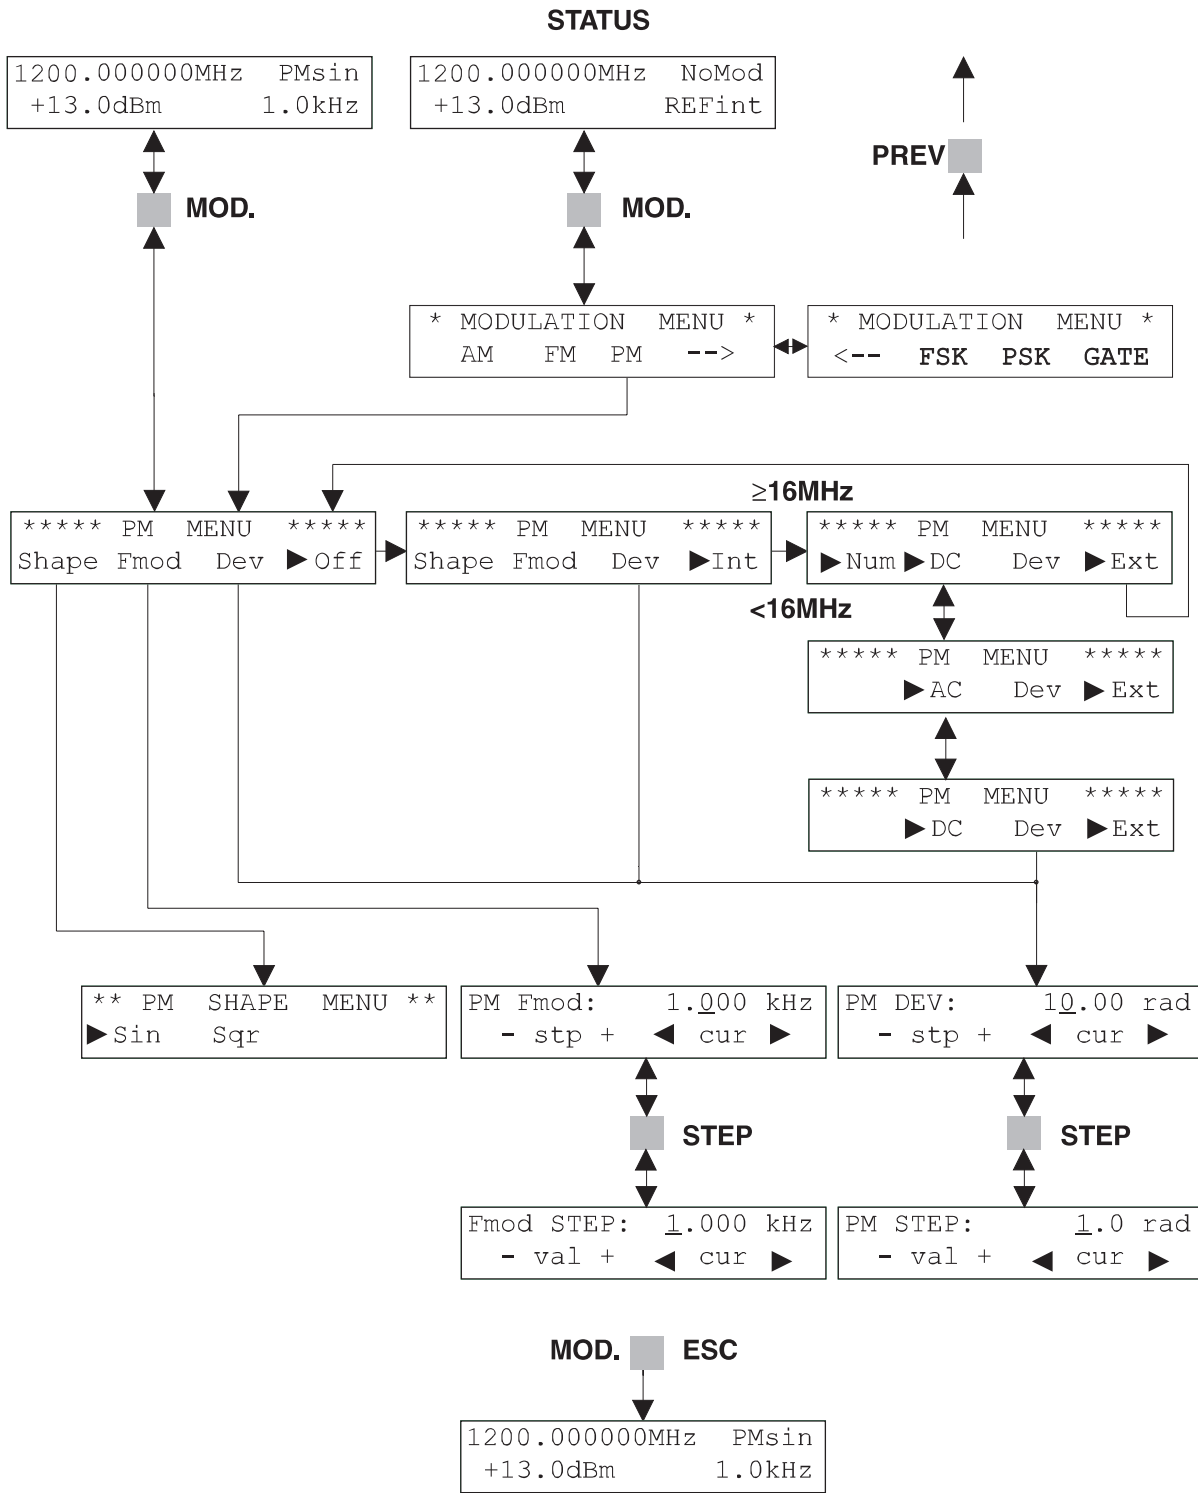 STATUS
1200.000000MHz PMsin
+13.0dBm 1.0kHz
1200.000000MHz NoMod
+13.0dBm REFint
PREV
MOD.
MOD.
* MODULATION MENU *
AM FM PM -->
* MODULATION MENU *
<-- FSK PSK GATE
≥16MHz
***** PM MENU *****
Shape Fmod Dev ▶Off
***** PM MENU *****
Shape Fmod Dev ▶Int
***** PM MENU *****
▶Num ▶DC Dev ▶Ext
<16MHz
***** PM MENU *****
▶AC Dev ▶Ext
***** PM MENU *****
▶DC Dev ▶Ext
** PM SHAPE MENU **
▶Sin Sqr
PM Fmod: 1.000 kHz
- stp + ◀ cur ▶
PM DEV: 10.00 rad
- stp + ◀ cur ▶
STEP
STEP
Fmod STEP: 1.000 kHz
- val + ◀ cur ▶
PM STEP: 1.0 rad
- val + ◀ cur ▶
MOD. ESC
1200.000000MHz PMsin
+13.0dBm 1.0kHz